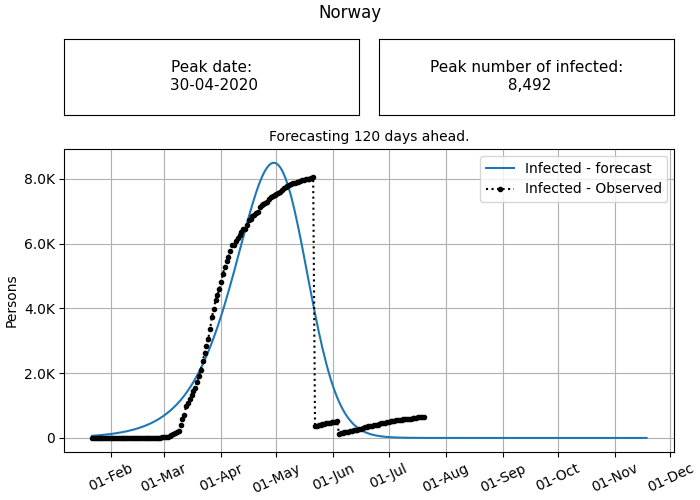 Norway
Peak date:
30-04-2020
Peak number of infected:
8,492
Forecasting 120 days ahead.
Infected - forecast
Infected - Observed
Persons
8.0K
6.0K
4.0K
2.0K
0
01-Feb
01-Mar
01-Apr
01-May
01-Jun
01-Jul
01-Aug
01-Sep
01-Oct
01-Nov
01-Dec